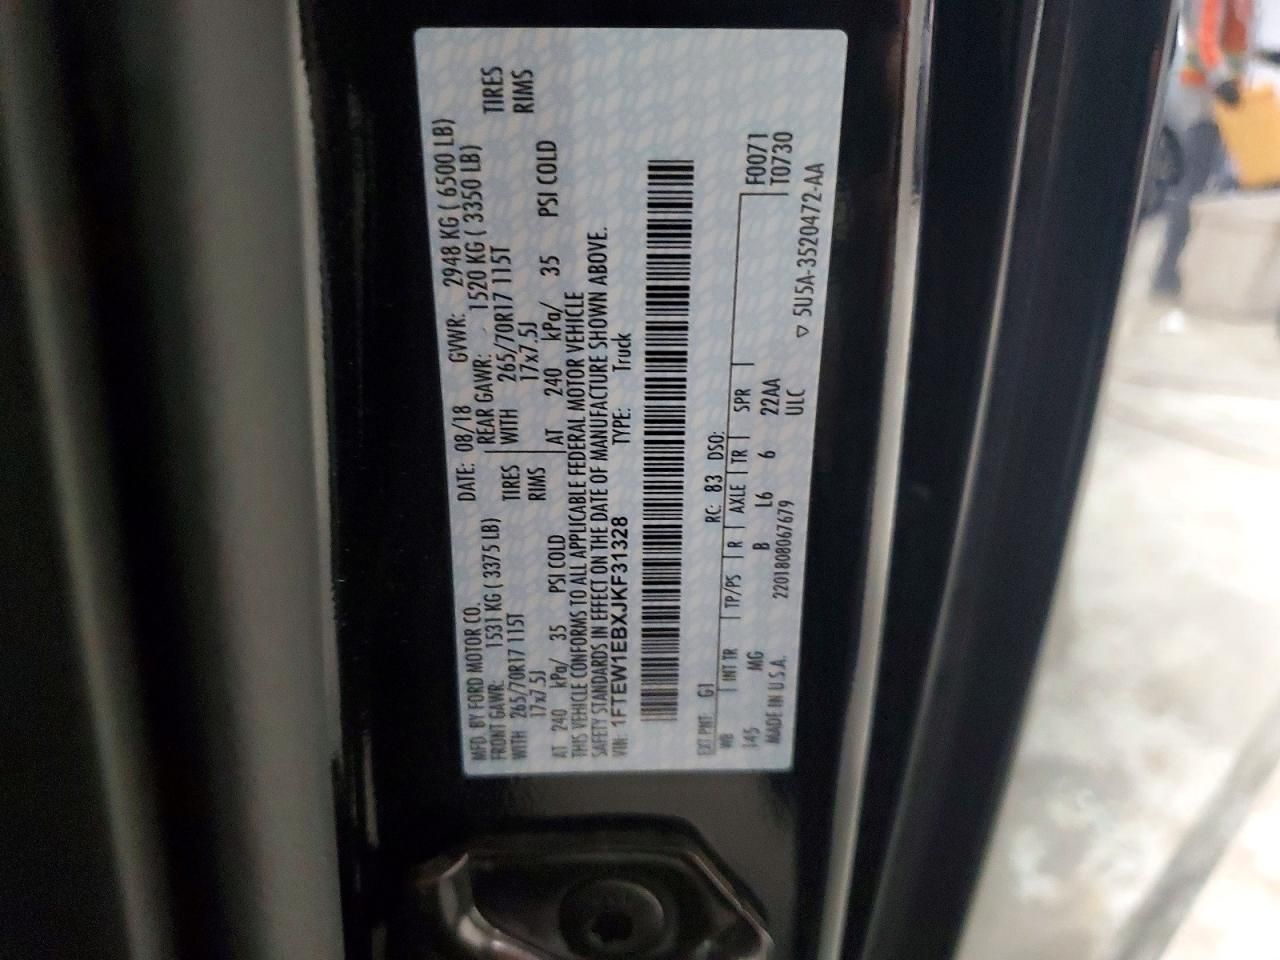 MFD. BY FORD MOTOR CO. DATE: 08/18 GVWR: 2948 KG ( 6500 LB)
FRONT GAWR: 1531 KG ( 3375 LB) REAR GAWR: 1520 KG ( 3350 LB)
WITH 265/70R17 115T TIRES WITH 265/70R17 115T TIRES
17x7.5J RIMS 17x7.5J RIMS
AT 240 kPa/ 35 PSI COLD AT 240 kPa/ 35 PSI COLD
THIS VEHICLE CONFORMS TO ALL APPLICABLE FEDERAL MOTOR VEHICLE
SAFETY STANDARDS IN EFFECT ON THE DATE OF MANUFACTURE SHOWN ABOVE.
VIN: 1FTEW1EBXJKF31328 TYPE: Truck
EXT PNT: G1 RC: 83 DSO: F0071
WB INT TR TP/PS R AXLE TR SPR T0730
145 MG B L6 6 22AA
MADE IN U.S.A. 2201808067679 ULC
▽ 5U5A-3520472-AA